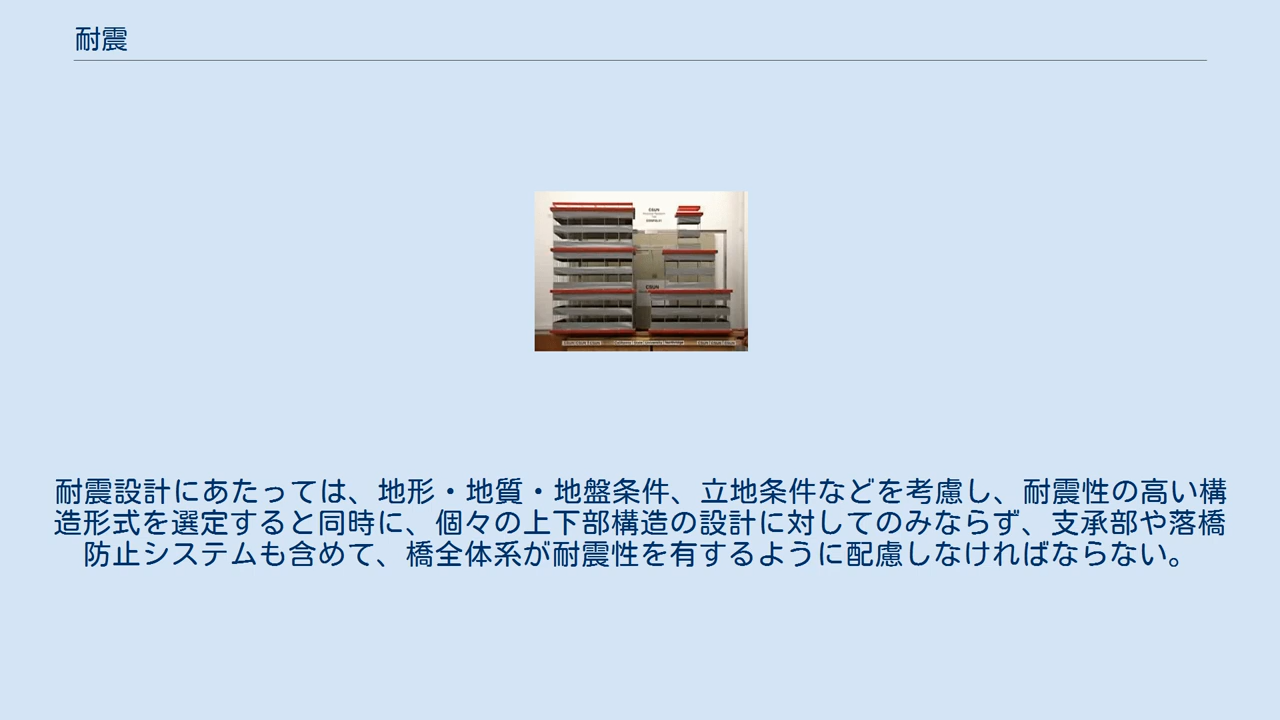 耐震
CSUN
CSUN
耐震設計にあたっては、地形・地質・地盤条件、立地条件などを考慮し、耐震性の高い構
造形式を選定すると同時に、個々の上下部構造の設計に対してのみならず、支承部や落橋
防止システムも含めて、橋全体系が耐震性を有するように配慮しなければならない。